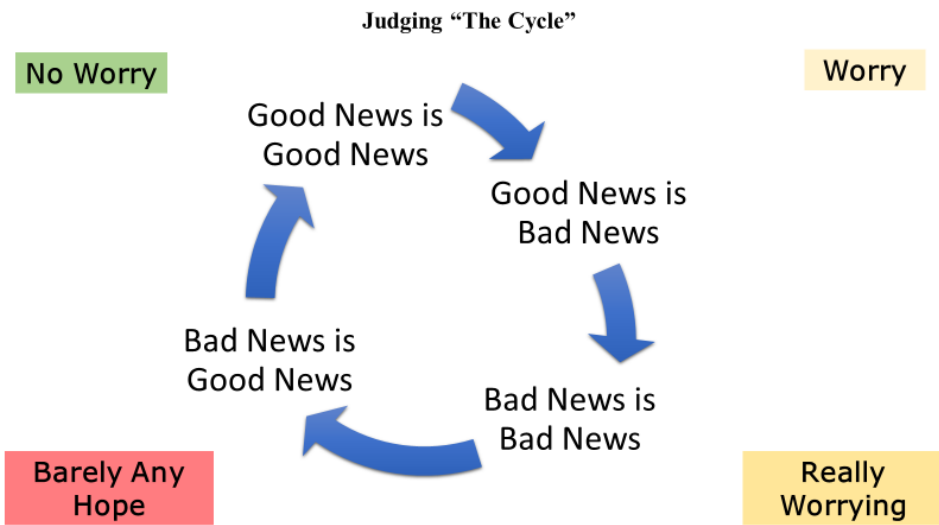 Judging “The Cycle”
No Worry
Worry
Good News is
Good News
Good News is
Bad News
Bad News is
Good News
Bad News is
Bad News
Barely Any
Hope
Really
Worrying